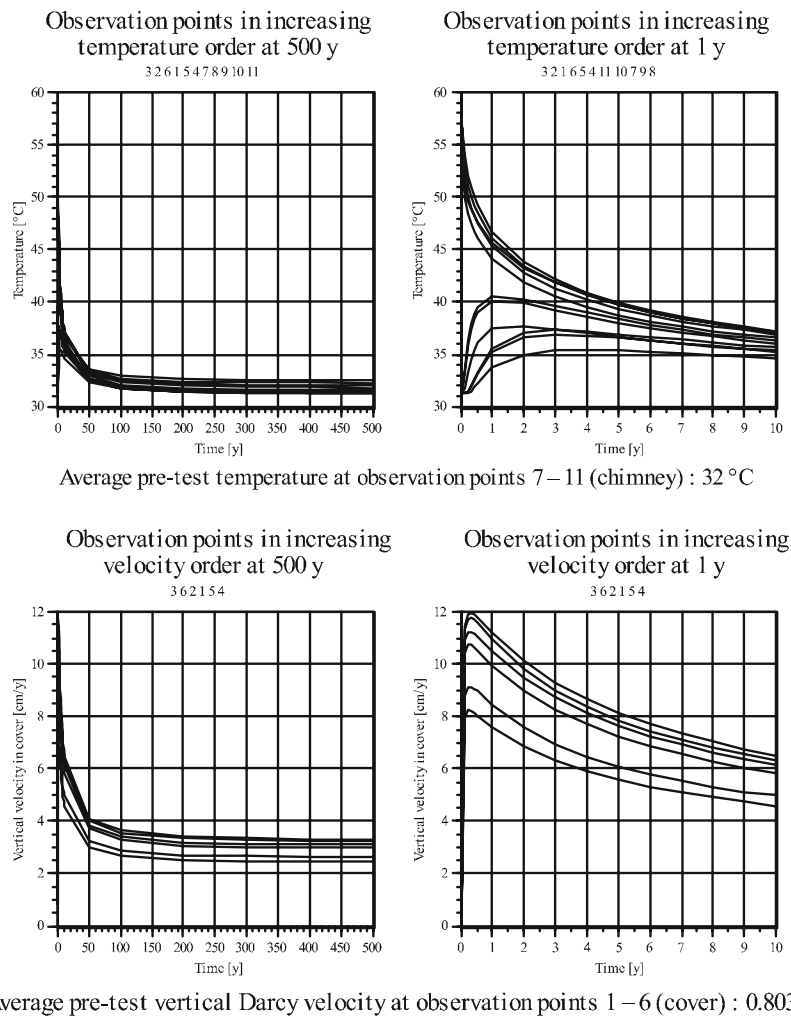 Observation points in increasing
temperature order at 500 y
3 2 6 1 5 4 7 8 9 10 11
60
55
50
45
40
35
30
Temperature [°C]
0 50 100 150 200 250 300 350 400 450 500
Time [y]
Observation points in increasing
temperature order at 1 y
3 2 1 6 5 4 11 10 7 9 8
60
55
50
45
40
35
30
Temperature [°C]
0 1 2 3 4 5 6 7 8 9 10
Time [y]
Average pre-test temperature at observation points 7 – 11 (chimney) : 32 °C
Observation points in increasing
velocity order at 500 y
3 6 2 1 5 4
12
10
8
6
4
2
0
Vertical velocity in cover [cm/y]
0 50 100 150 200 250 300 350 400 450 500
Time [y]
Observation points in increasing
velocity order at 1 y
3 6 2 1 5 4
12
10
8
6
4
2
0
Vertical velocity in cover [cm/y]
0 1 2 3 4 5 6 7 8 9 10
Time [y]
verage pre-test vertical Darcy velocity at observation points 1 – 6 (cover) : 0.803